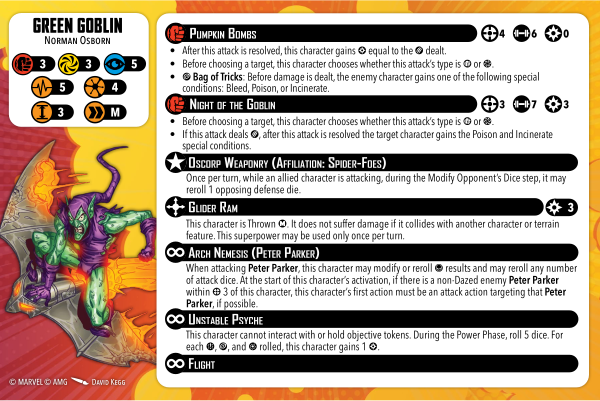 GREEN GOBLIN
NORMAN OSBORN
3 3 5
5 4
3 M
PUMPKIN BOMBS 4 6 0
• After this attack is resolved, this character gains equal to the dealt.
• Before choosing a target, this character chooses whether this attack's type is or .
• Bag of Tricks: Before damage is dealt, the enemy character gains one of the following special
conditions: Bleed, Poison, or Incinerate.
NIGHT OF THE GOBLIN 3 7 3
• Before choosing a target, this character chooses whether this attack's type is or .
• If this attack deals , after this attack is resolved the target character gains the Poison and Incinerate
special conditions.
OSCORP WEAPONRY (AFFILIATION: SPIDER-FOES)
Once per turn, while an allied character is attacking, during the Modify Opponent's Dice step, it may
reroll 1 opposing defense die.
GLIDER RAM 3
This character is Thrown M. It does not suffer damage if it collides with another character or terrain
feature. This superpower may be used only once per turn.
ARCH NEMESIS (PETER PARKER)
When attacking Peter Parker, this character may modify or reroll results and may reroll any number
of attack dice. At the start of this character's activation, if there is a non-Dazed enemy Peter Parker
within 3 of this character, this character's first action must be an attack action targeting that Peter
Parker, if possible.
UNSTABLE PSYCHE
This character cannot interact with or hold objective tokens. During the Power Phase, roll 5 dice. For
each , , and rolled, this character gains 1 .
FLIGHT
© MARVEL © AMG DAVID KEGG